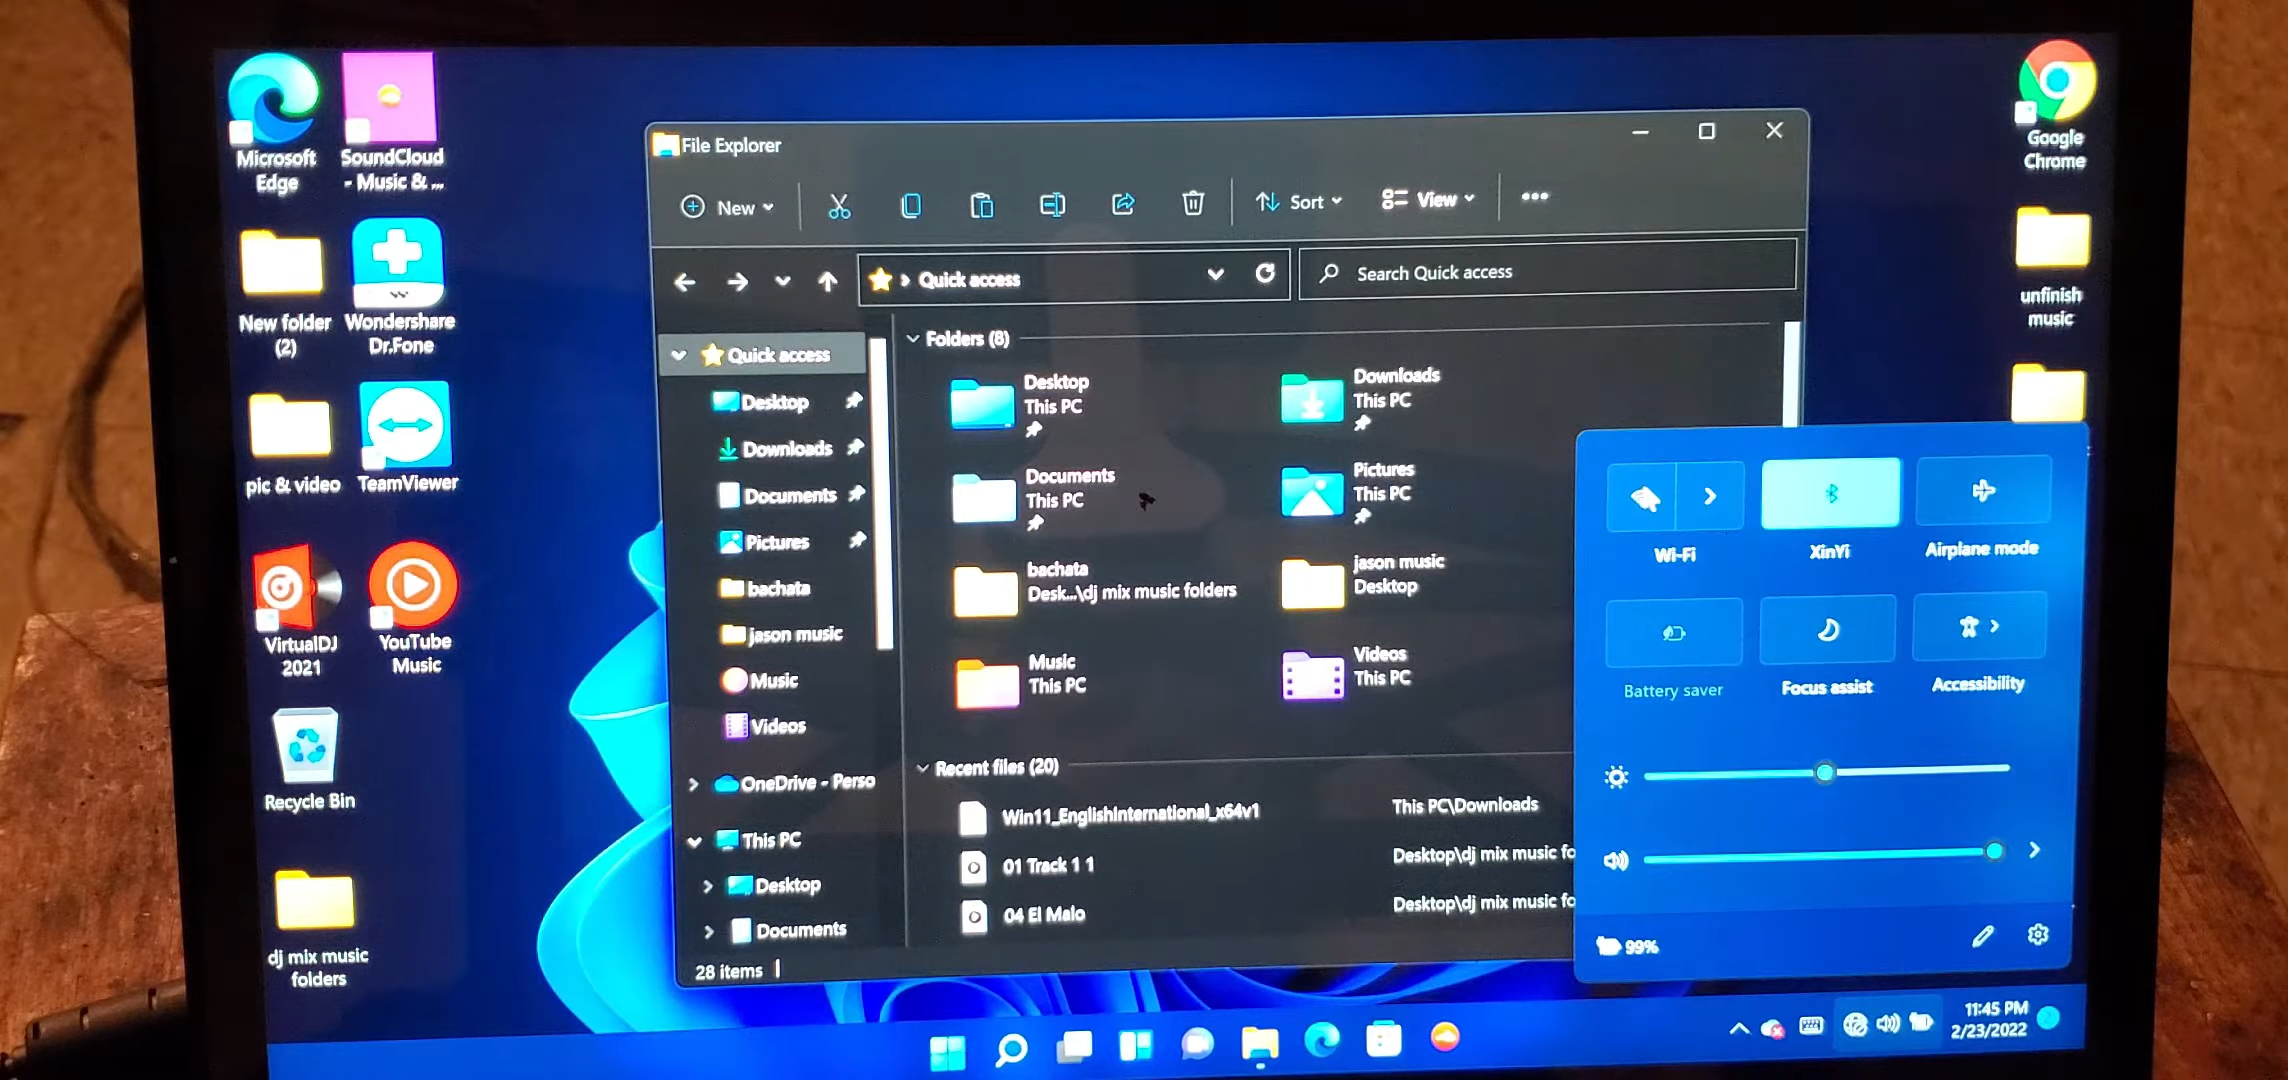 Microsoft
Edge
SoundCloud
- Music & ...
New folder
(2)
Wondershare
Dr.Fone
pic & video
TeamViewer
VirtualDJ
2021
YouTube
Music
Recycle Bin
dj mix music
folders
File Explorer
New
Sort
View
Quick access
Search Quick access
Quick access
Desktop
Downloads
Documents
Pictures
bachata
jason music
Music
Videos
OneDrive - Perso
This PC
Desktop
Documents
28 items
Folders (8)
Desktop
This PC
Downloads
This PC
Documents
This PC
Pictures
This PC
bachata
Desk...\dj mix music folders
jason music
Desktop
Music
This PC
Videos
This PC
Recent files (20)
Win11_EnglishInternational_x64v1
This PC\Downloads
01 Track 1 1
Desktop\dj mix music fo
04 El Malo
Desktop\dj mix music fo
Google
Chrome
unfinish
music
Wi-Fi
XinYi
Airplane mode
Battery saver
Focus assist
Accessibility
99%
11:45 PM
2/23/2022